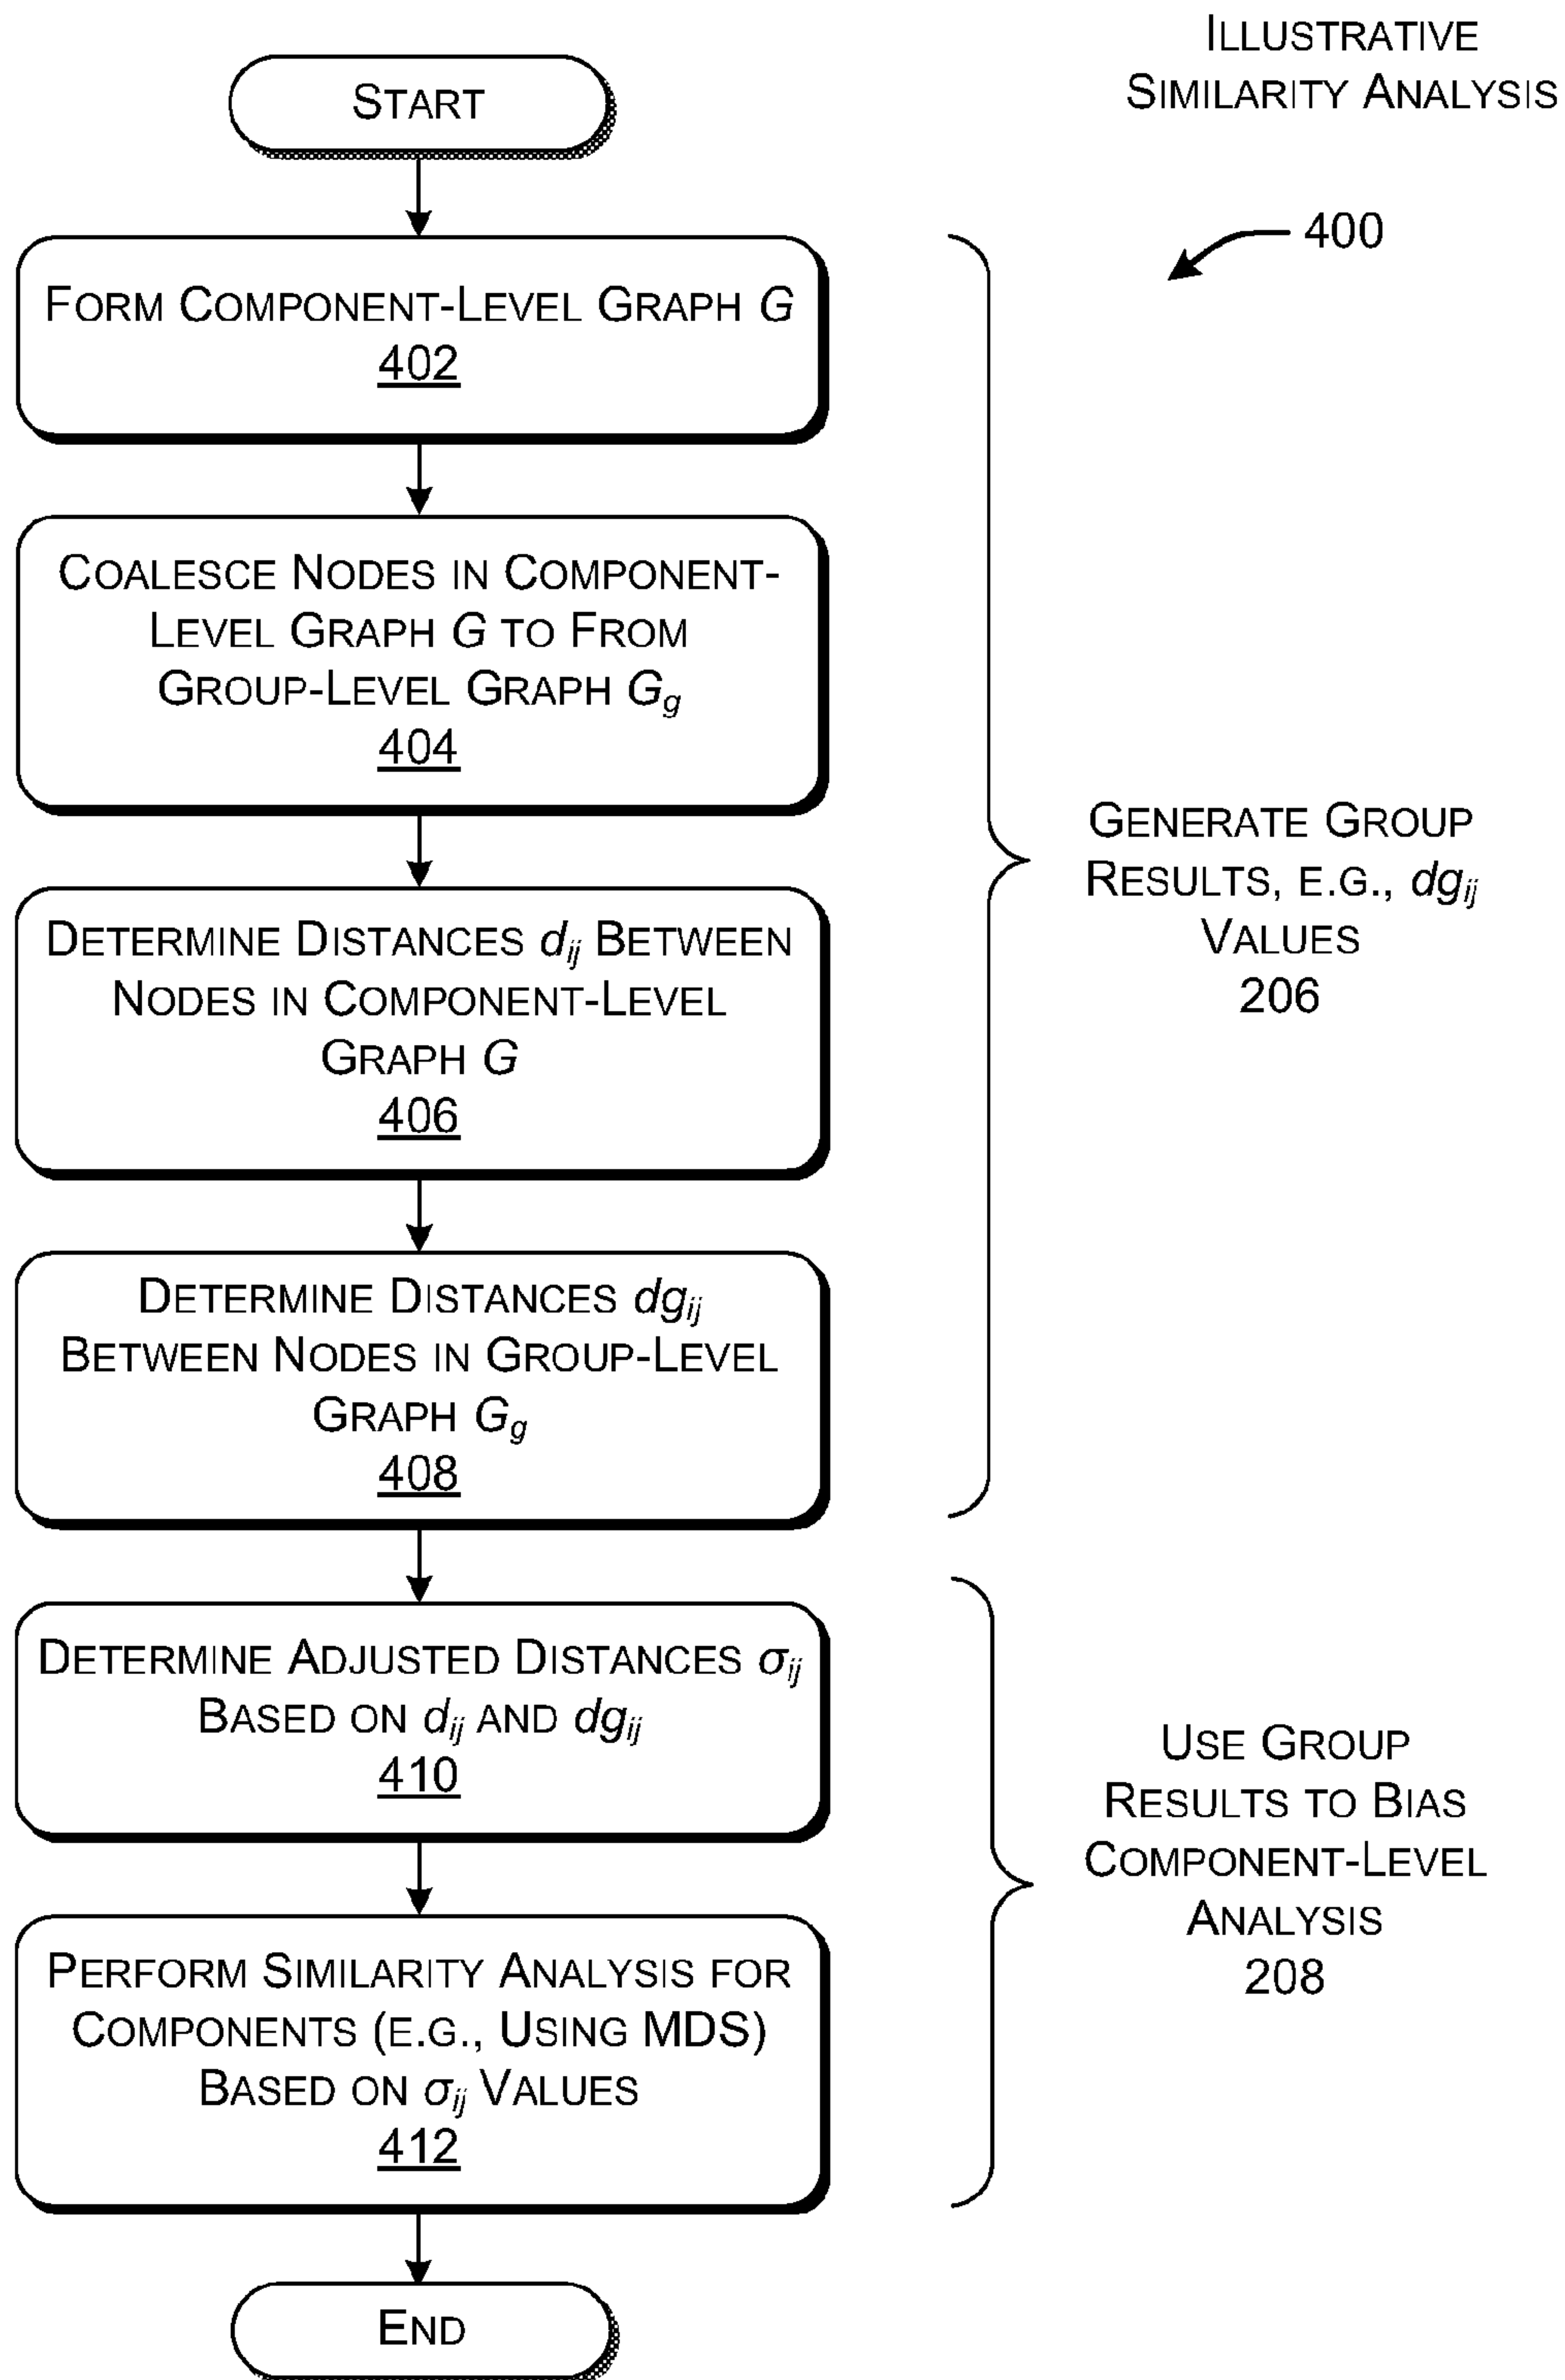 START
ILLUSTRATIVE
SIMILARITY ANALYSIS
400
FORM COMPONENT-LEVEL GRAPH G
402
COALESCE NODES IN COMPONENT-
LEVEL GRAPH G TO FROM
GROUP-LEVEL GRAPH Gg
404
DETERMINE DISTANCES dij BETWEEN
NODES IN COMPONENT-LEVEL
GRAPH G
406
DETERMINE DISTANCES dgij
BETWEEN NODES IN GROUP-LEVEL
GRAPH Gg
408
GENERATE GROUP
RESULTS, E.G., dgij
VALUES
206
DETERMINE ADJUSTED DISTANCES σij
BASED ON dij AND dgij
410
PERFORM SIMILARITY ANALYSIS FOR
COMPONENTS (E.G., USING MDS)
BASED ON σij VALUES
412
USE GROUP
RESULTS TO BIAS
COMPONENT-LEVEL
ANALYSIS
208
END